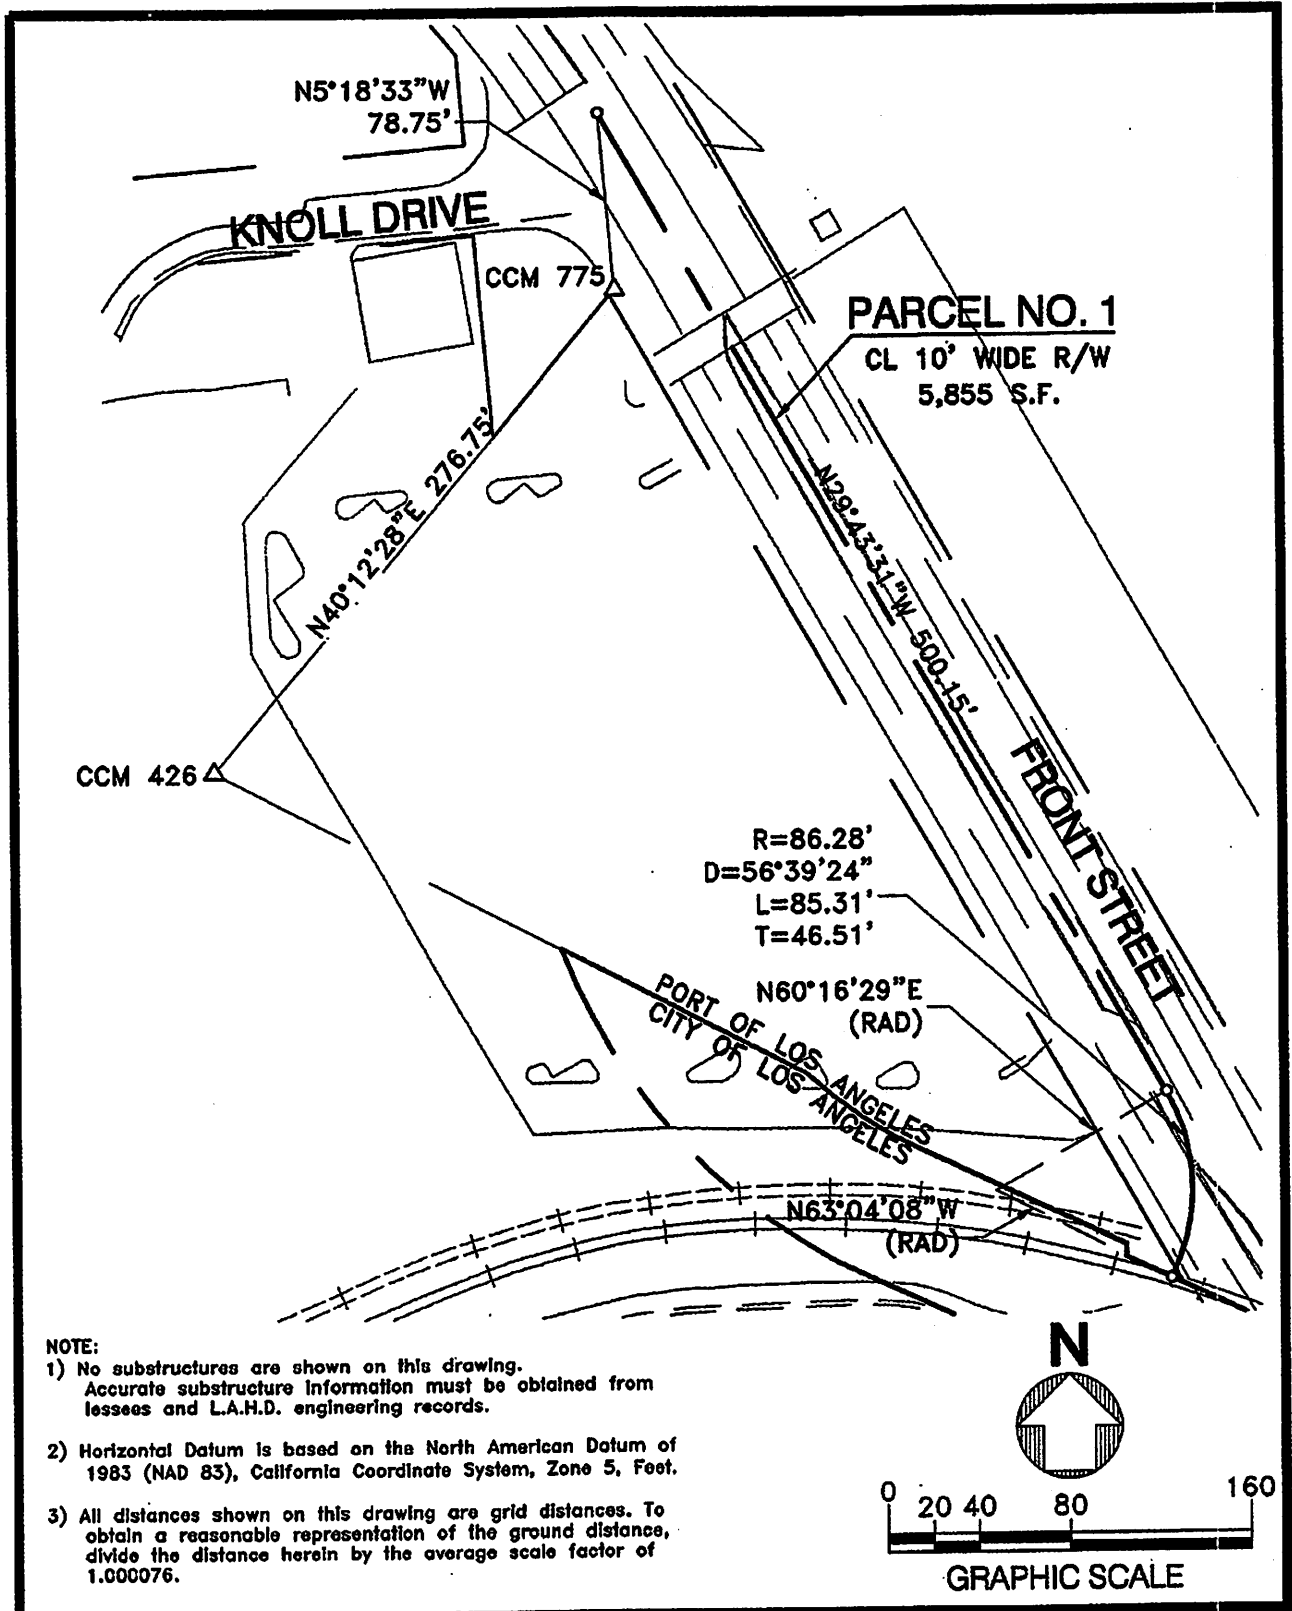 N5°18'33"W
78.75'
KNOLL DRIVE
CCM 775
PARCEL NO. 1
CL 10' WIDE R/W
5,855 S.F.
N40°12'28"E 276.75'
N29°43'31"W 500.15'
CCM 426
FRONT STREET
R=86.28'
D=56°39'24"
L=85.31'
T=46.51'
N60°16'29"E
(RAD)
PORT OF LOS ANGELES
CITY OF LOS ANGELES
N63°04'08"W
(RAD)
NOTE:
1) No substructures are shown on this drawing.
Accurate substructure information must be obtained from
lessees and L.A.H.D. engineering records.
2) Horizontal Datum is based on the North American Datum of
1983 (NAD 83), California Coordinate System, Zone 5, Feet.
3) All distances shown on this drawing are grid distances. To
obtain a reasonable representation of the ground distance,
divide the distance herein by the average scale factor of
1.000076.
N
0 20 40 80 160
GRAPHIC SCALE